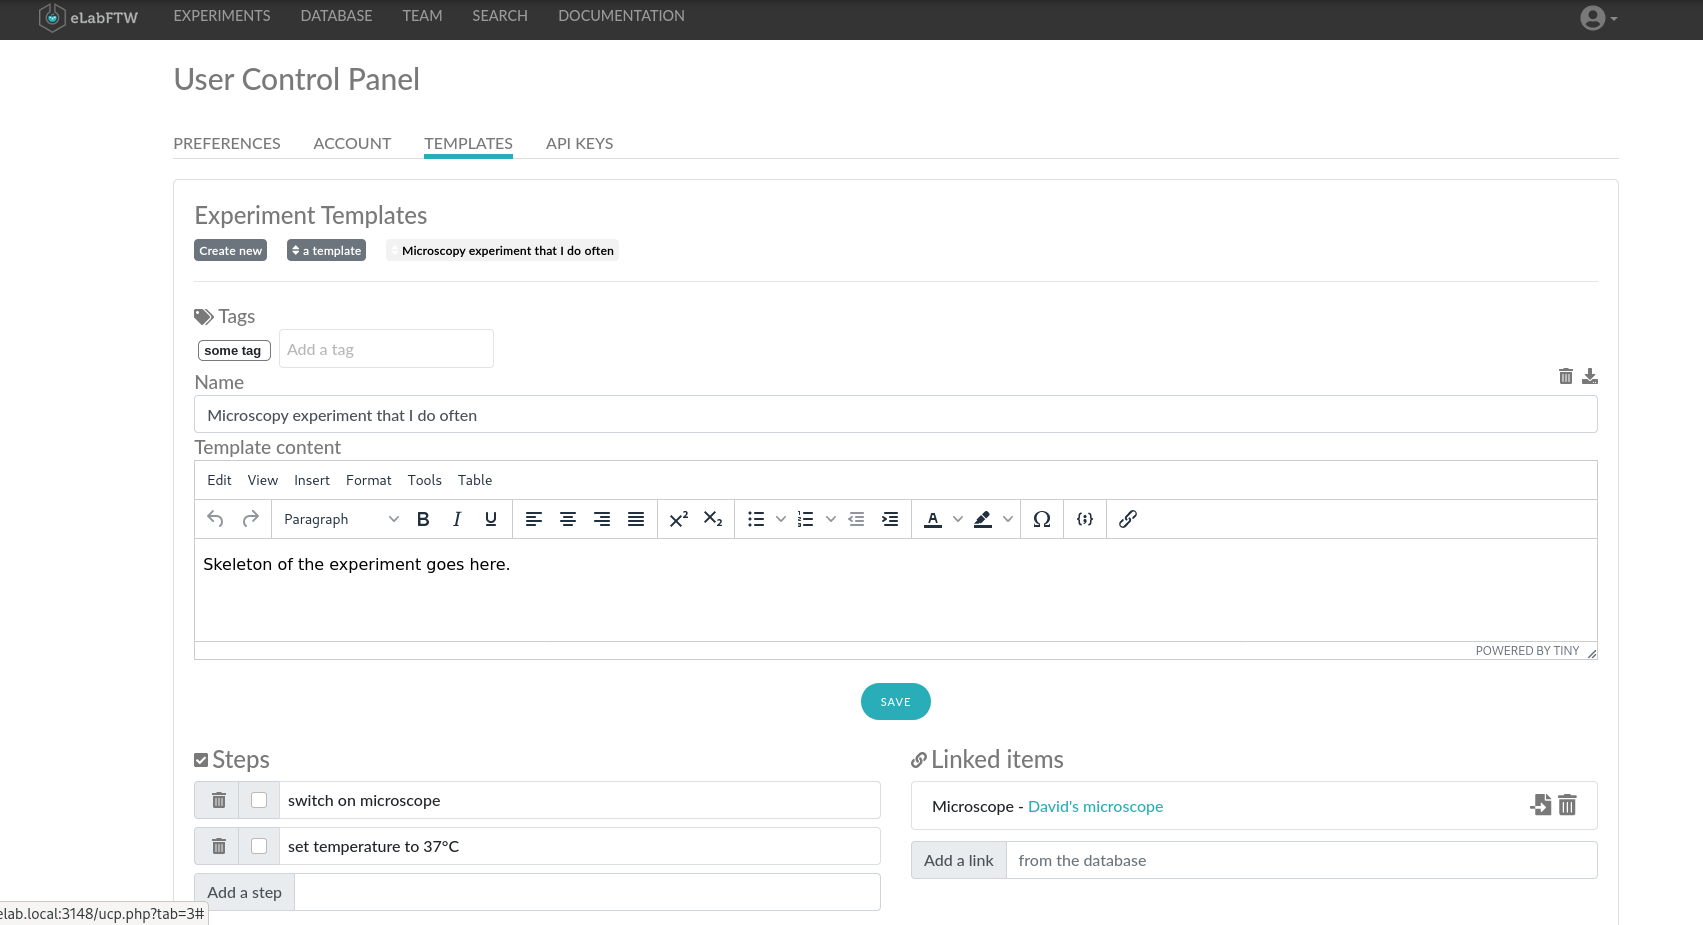 eLabFTW EXPERIMENTS DATABASE TEAM SEARCH DOCUMENTATION
User Control Panel
PREFERENCES ACCOUNT TEMPLATES API KEYS
Experiment Templates
Create new a template Microscopy experiment that I do often
Tags
some tag Add a tag
Name
Microscopy experiment that I do often
Template content
Edit View Insert Format Tools Table
Paragraph B I U X² X₂ A Ω {;}
Skeleton of the experiment goes here.
POWERED BY TINY
SAVE
Steps
switch on microscope
set temperature to 37°C
Add a step
Linked items
Microscope - David's microscope
Add a link from the database
elab.local:3148/ucp.php?tab=3#